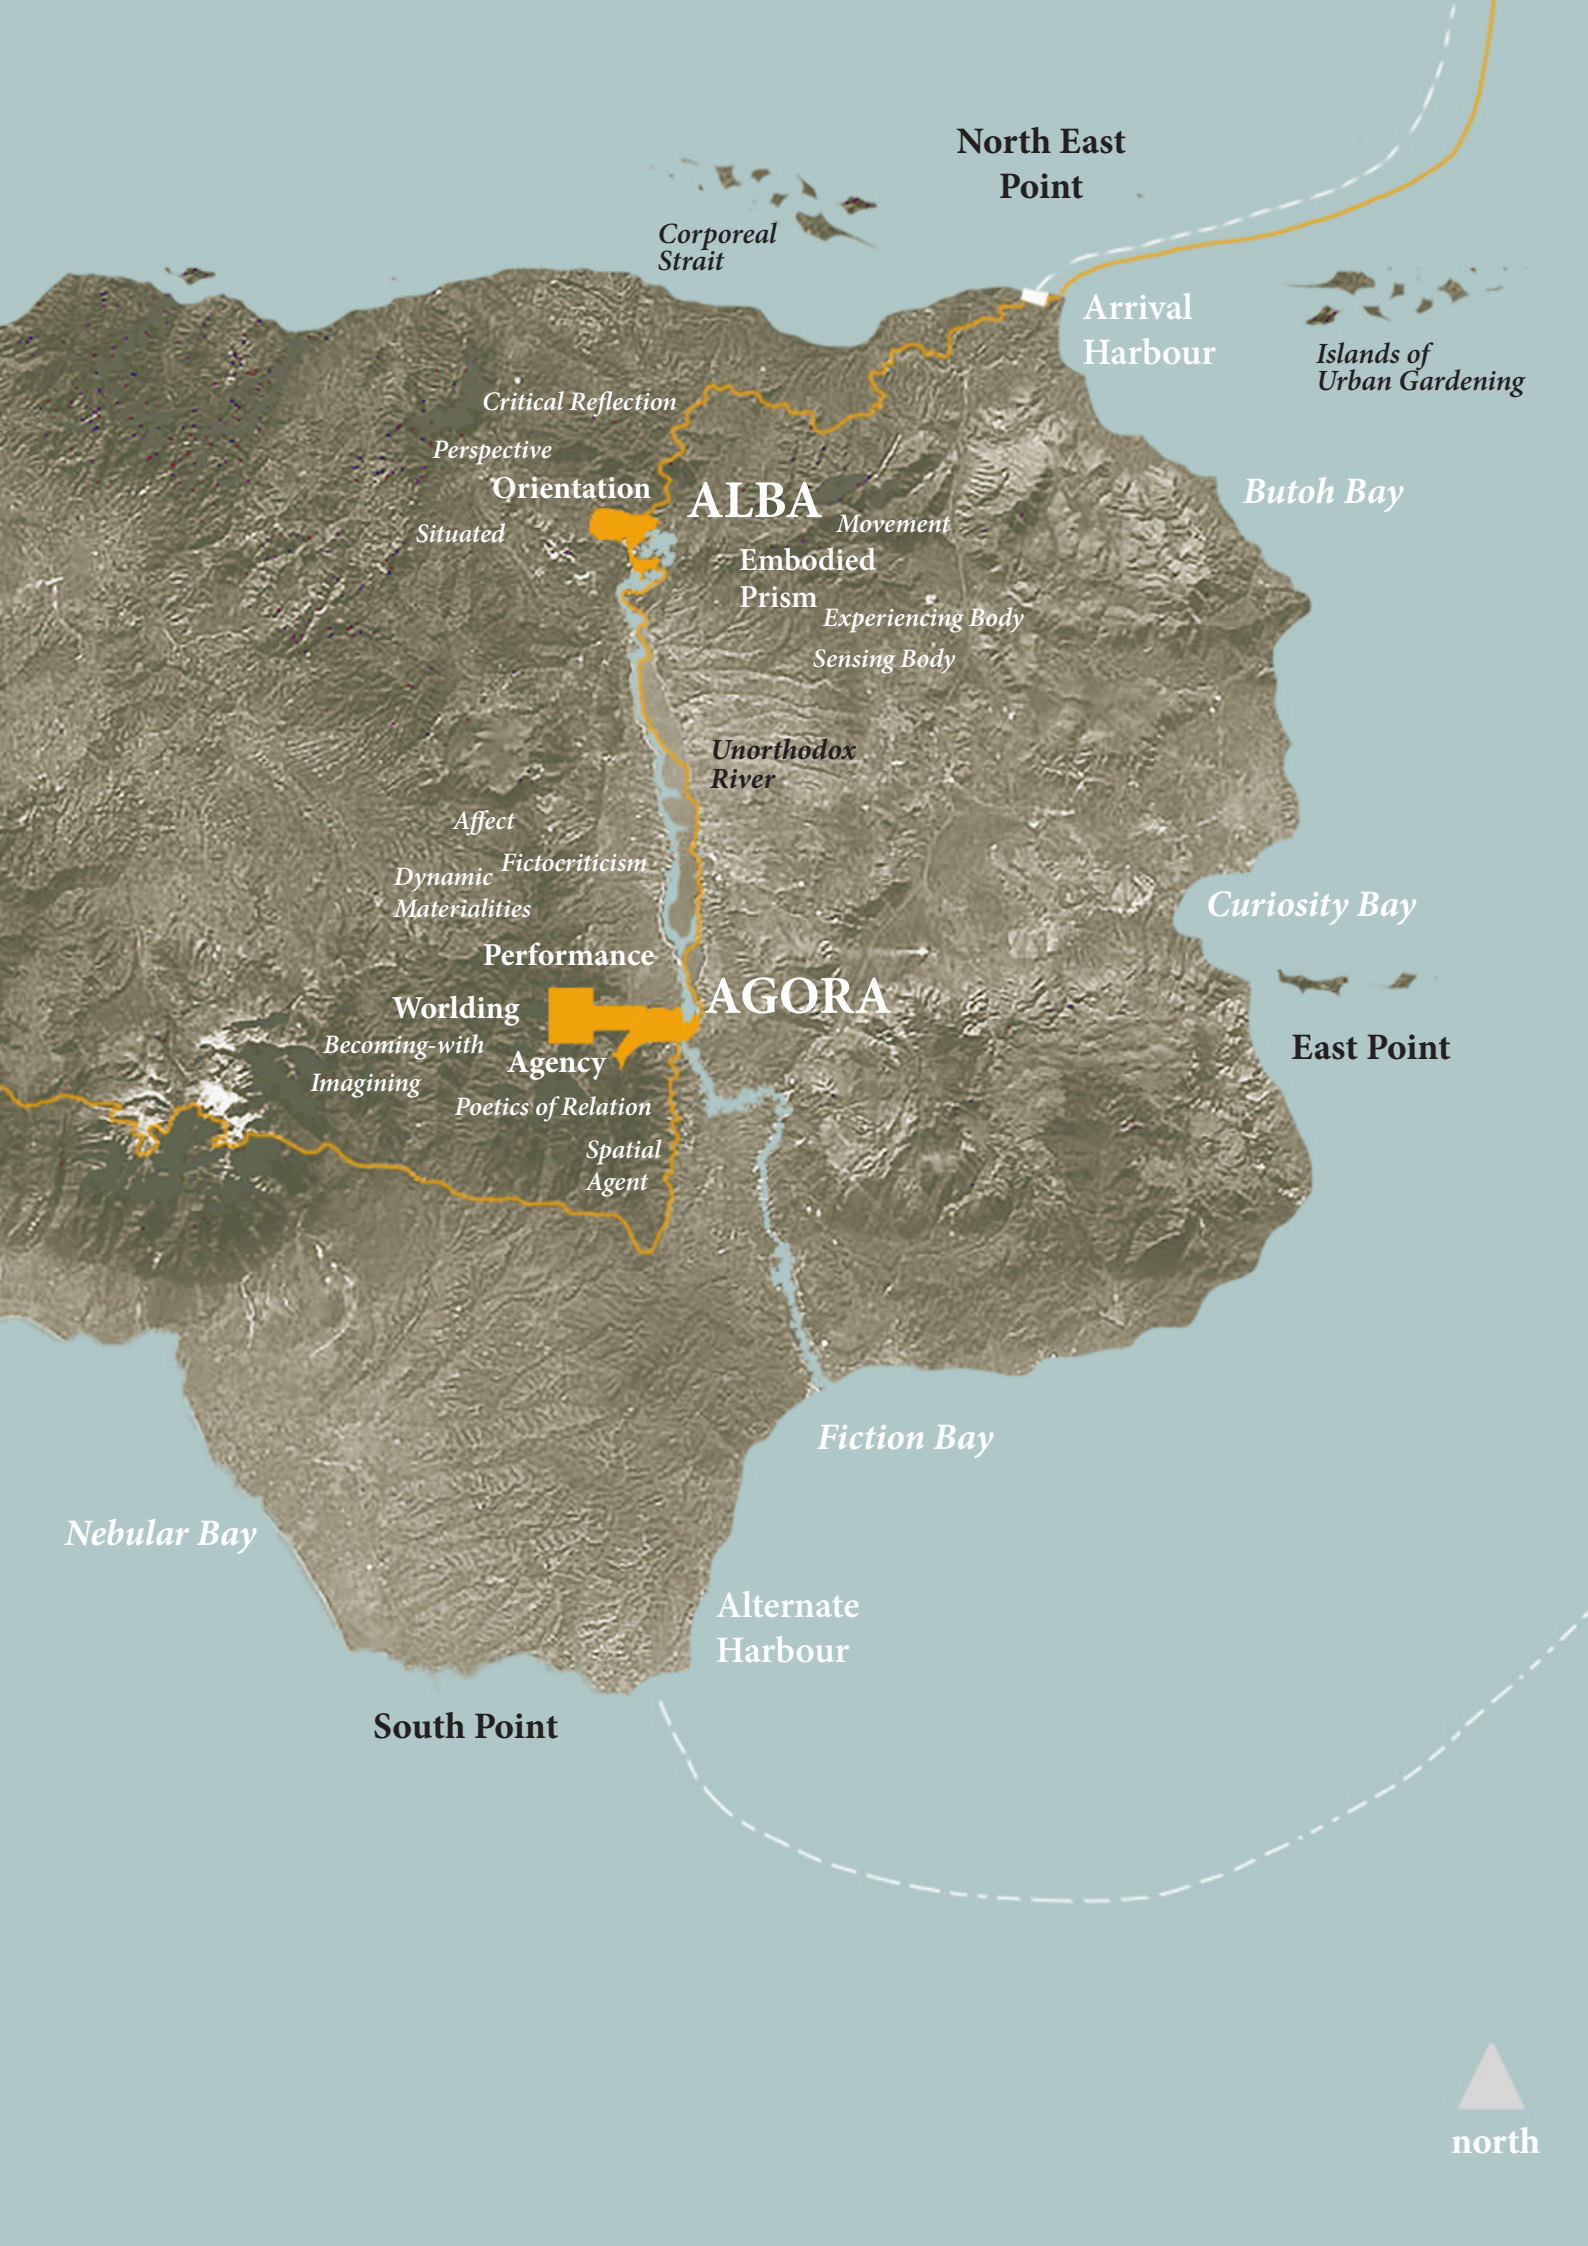 North East
Point
Corporeal
Strait
Arrival
Harbour
Islands of
Urban Gardening
Critical Reflection
Perspective
Orientation
ALBA
Butoh Bay
Situated
Movement
Embodied
Prism
Experiencing Body
Sensing Body
Unorthodox
River
Affect
Fictocriticism
Dynamic
Materialities
Curiosity Bay
Performance
AGORA
Worlding
Becoming-with
East Point
Agency
Imagining
Poetics of Relation
Spatial
Agent
Fiction Bay
Nebular Bay
Alternate
Harbour
South Point
north